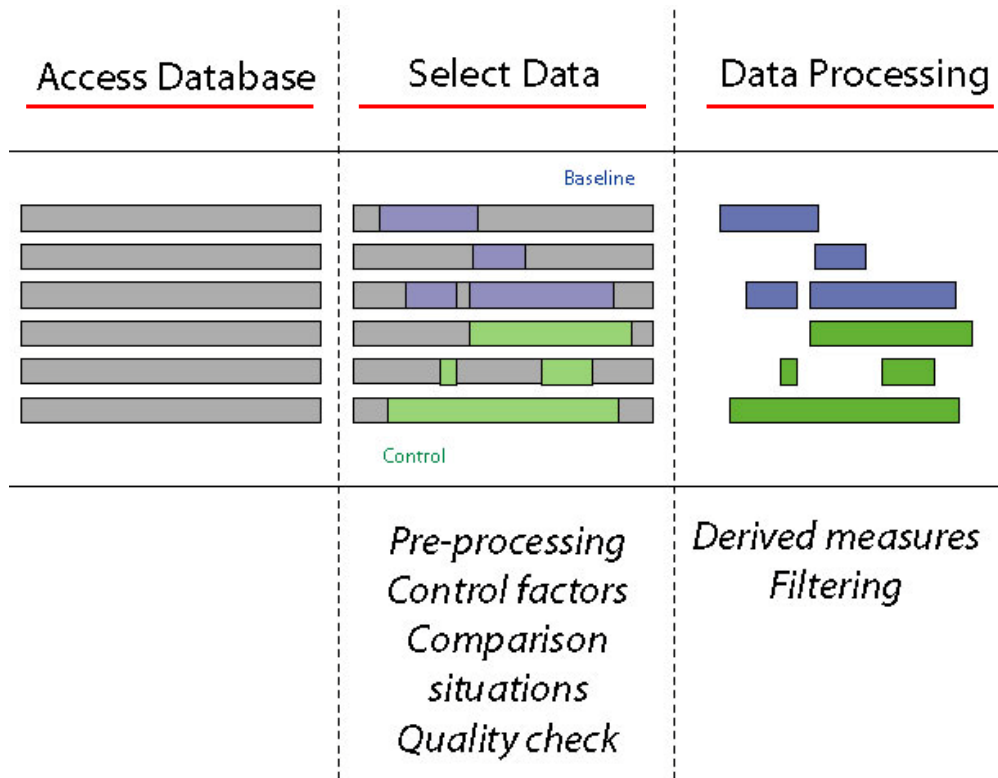 Access Database
Select Data
Data Processing
Baseline
Control
Pre-processing
Control factors
Comparison
situations
Quality check
Derived measures
Filtering